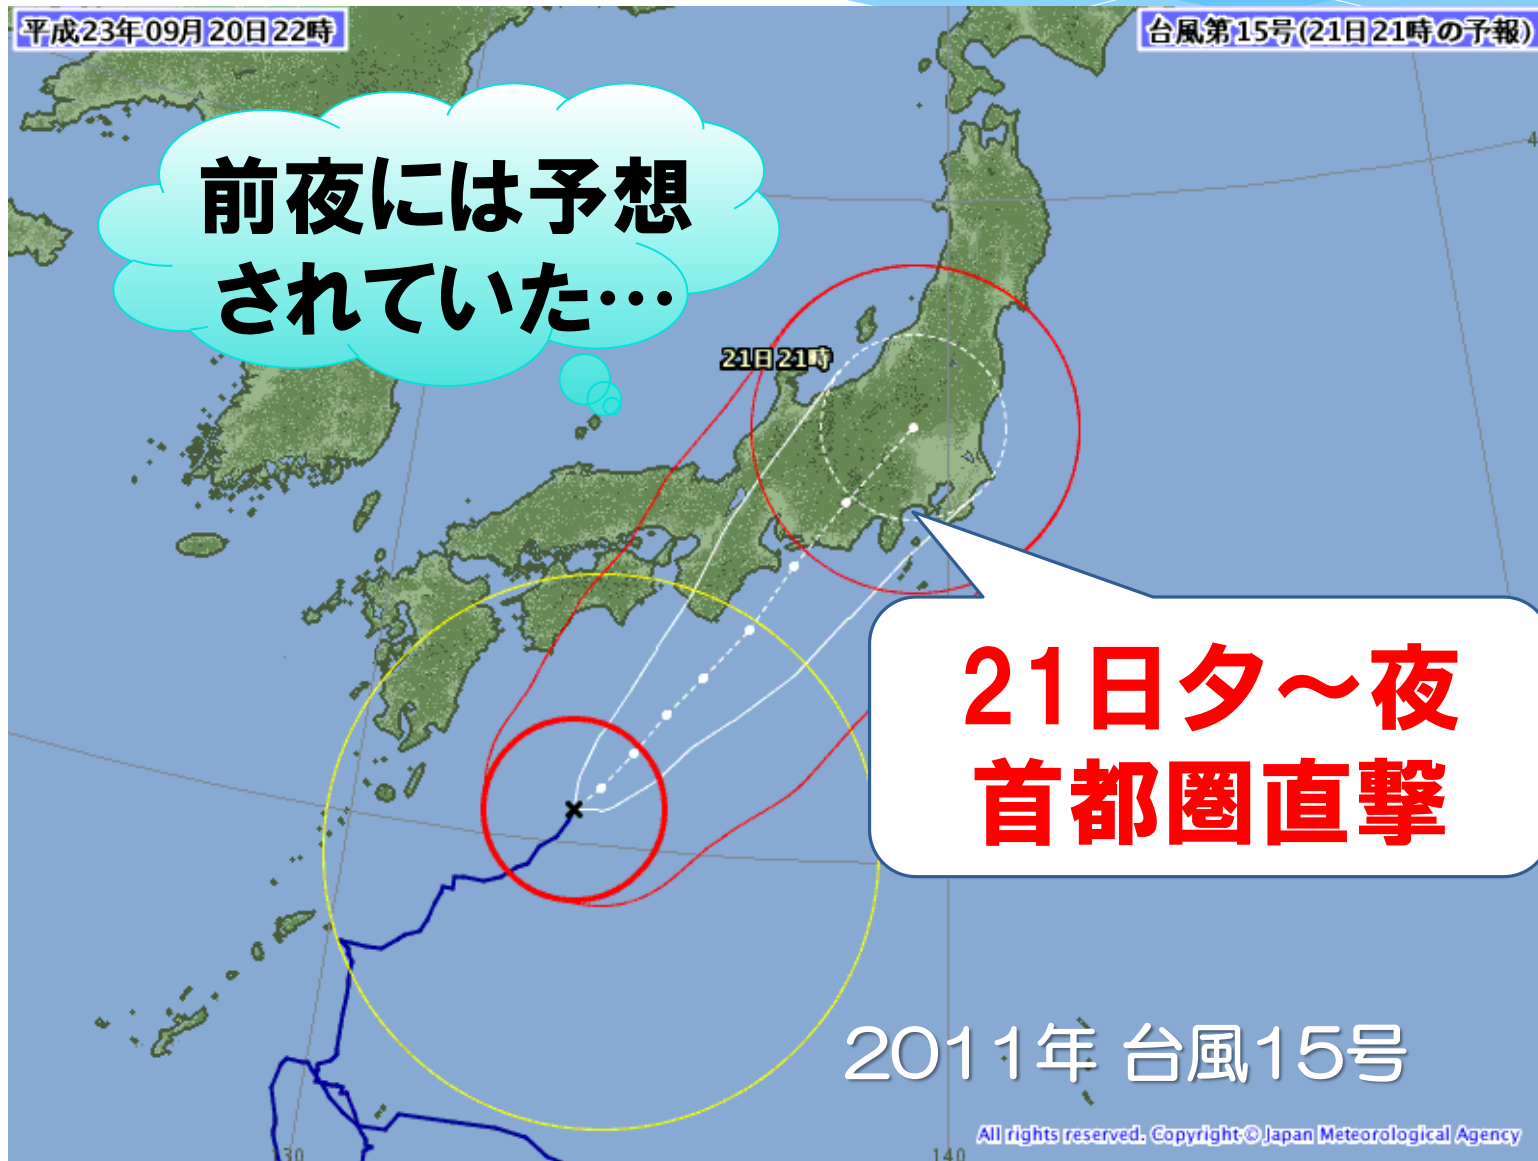 平成23年09月20日22時
台風第15号(21日21時の予報)
前夜には予想
されていた…
21日21時
21日夕～夜
首都圏直撃
2011年 台風15号
All rights reserved. Copyright © Japan Meteorological Agency
140